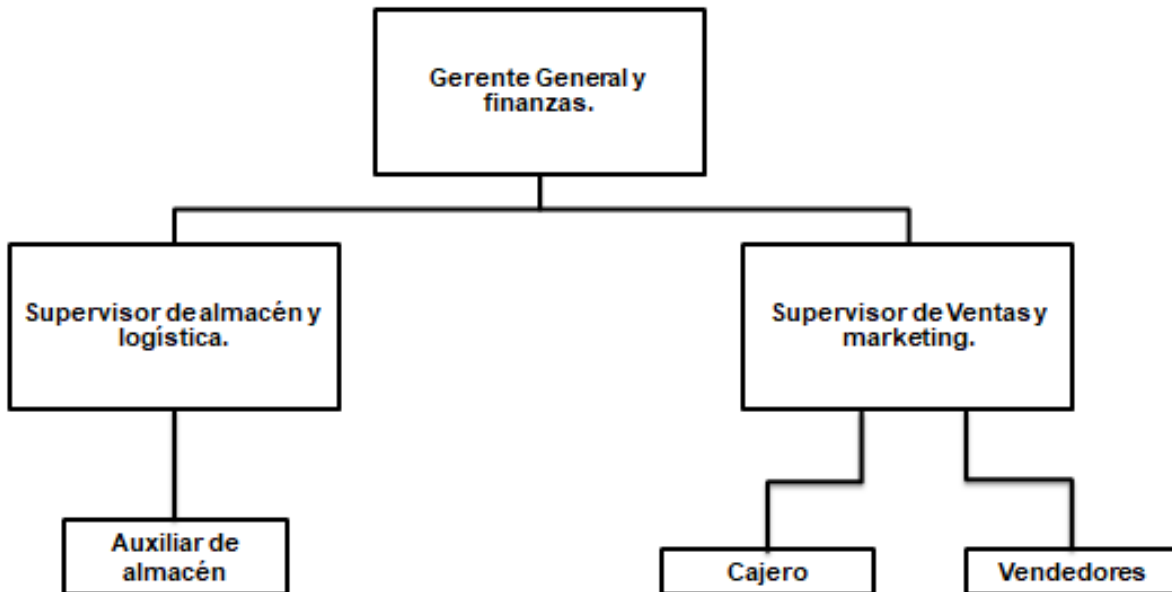 Gerente General y
finanzas.
Supervisor de almacén y
logística.
Supervisor de Ventas y
marketing.
Auxiliar de
almacén
Cajero
Vendedores